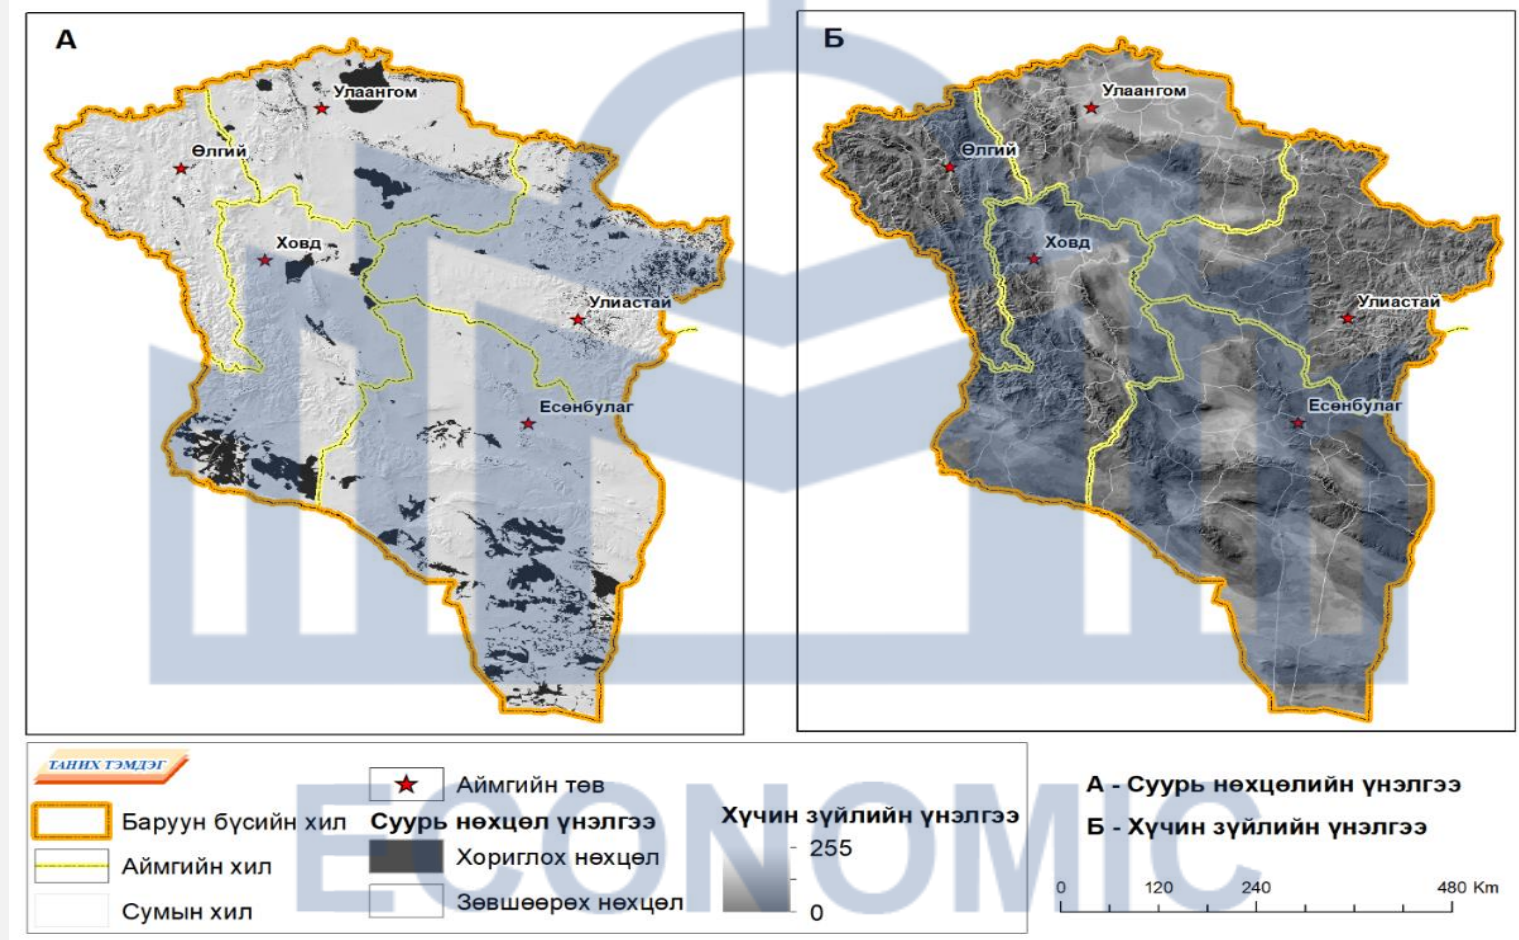 А
Улаангом
Өлгий
Ховд
Улиастай
Есөнбулаг
Б
Улаангом
Өлгий
Ховд
Улиастай
Есөнбулаг
ТАНИХ ТЭМДЭГ
Баруун бүсийн хил
Аймгийн хил
Сумын хил
Аймгийн төв
Суурь нөхцөл үнэлгээ
Хориглох нөхцөл
Зөвшөөрөх нөхцөл
Хүчин зүйлийн үнэлгээ
255
0
А - Суурь нөхцөлийн үнэлгээ
Б - Хүчин зүйлийн үнэлгээ
0 120 240 480 Km
ECONOMIC